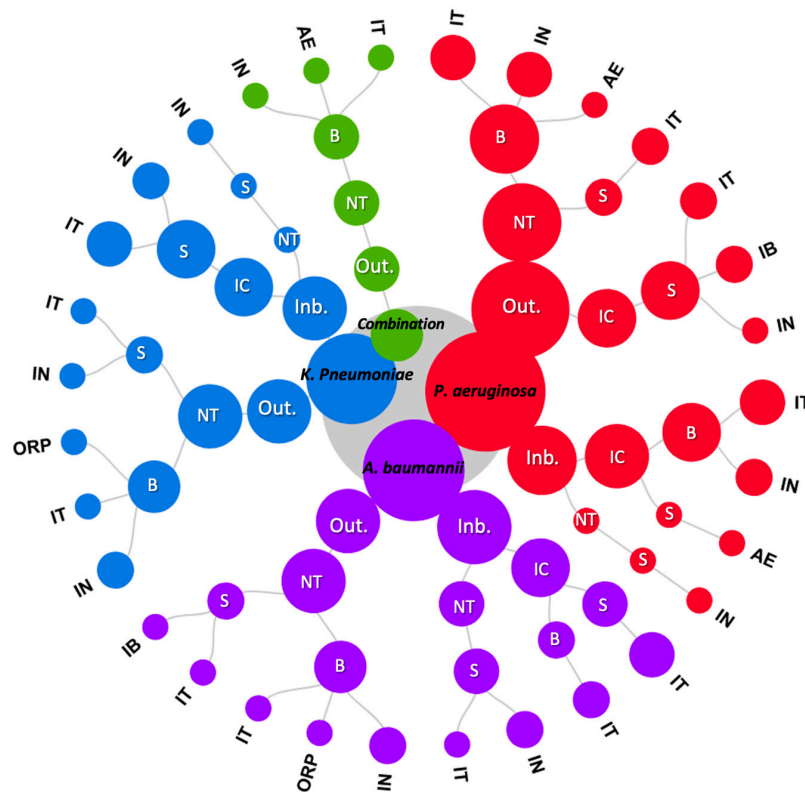 Combination
Out.
NT
B
IN
AE
IT
P. aeruginosa
Out.
NT
B
IT
IN
AE
S
IT
IC
S
IT
IB
IN
Inb.
IC
B
IT
IN
S
AE
NT
S
IN
A. baumannii
Inb.
IC
S
IT
B
IT
NT
S
IN
IT
Out.
NT
B
IN
ORP
IT
S
IT
IB
K. Pneumoniae
Out.
NT
B
IN
IT
ORP
S
IN
IT
Inb.
IC
S
IT
IN
NT
S
IN